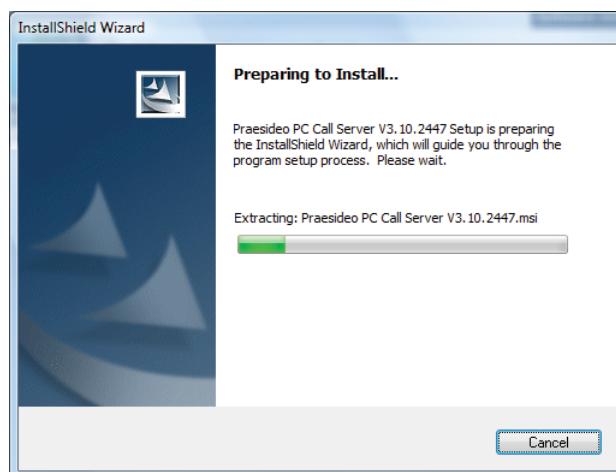 InstallShield Wizard
Preparing to Install...
Praesideo PC Call Server V3.10.2447 Setup is preparing
the InstallShield Wizard, which will guide you through the
program setup process. Please wait.
Extracting: Praesideo PC Call Server V3.10.2447.msi
Cancel